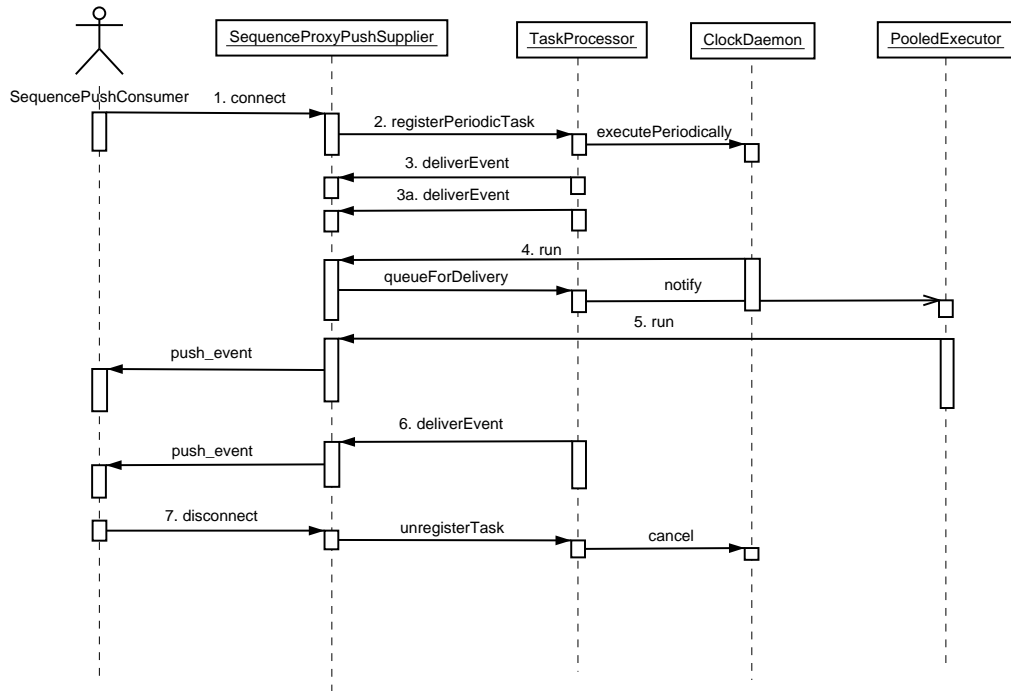 SequenceProxyPushSupplier
TaskProcessor
ClockDaemon
PooledExecutor
SequencePushConsumer
1. connect
2. registerPeriodicTask
executePeriodically
3. deliverEvent
3a. deliverEvent
4. run
queueForDelivery
notify
5. run
push_event
6. deliverEvent
push_event
7. disconnect
unregisterTask
cancel